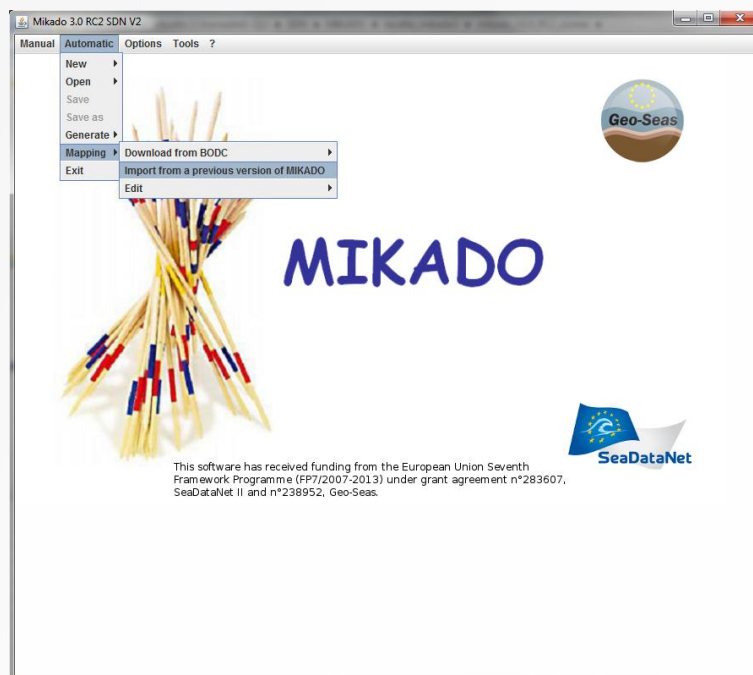 Mikado 3.0 RC2 SDN V2
Manual Automatic Options Tools ?
New
Open
Save
Save as
Generate
Mapping
Exit
Download from BODC
Import from a previous version of MIKADO
Edit
Geo-Seas
MIKADO
SeaDataNet
This software has received funding from the European Union Seventh
Framework Programme (FP7/2007-2013) under grant agreement n°283607,
SeaDataNet II and n°238952, Geo-Seas.